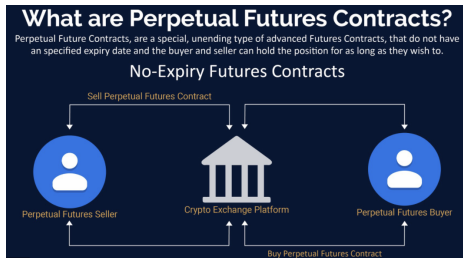 What are Perpetual Futures Contracts?
Perpetual Future Contracts, are a special, unending type of advanced Futures Contracts, that do not have
an specified expiry date and the buyer and seller can hold the position for as long as they wish to.
No-Expiry Futures Contracts
Sell Perpetual Futures Contract
Perpetual Futures Seller
Crypto Exchange Platform
Perpetual Futures Buyer
Buy Perpetual Futures Contract